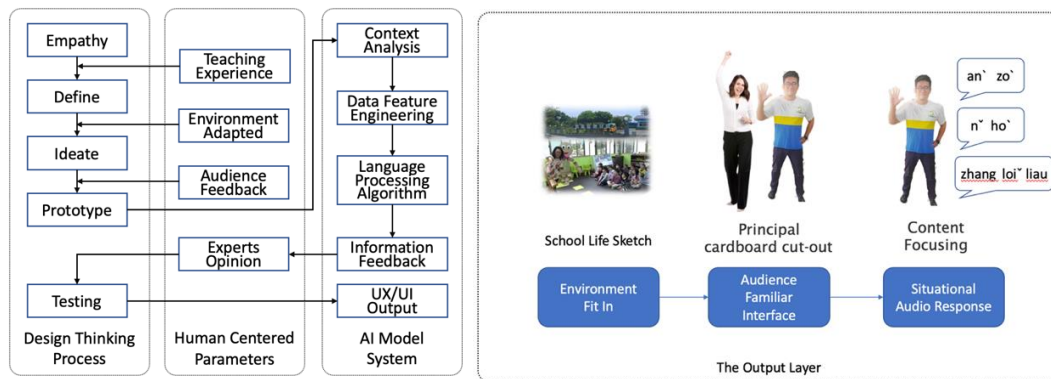 Empathy
Define
Ideate
Prototype
Testing
Design Thinking
Process
Teaching
Experience
Environment
Adapted
Audience
Feedback
Experts
Opinion
Human Centered
Parameters
Context
Analysis
Data Feature
Engineering
Language
Processing
Algorithm
Information
Feedback
UX/UI
Output
AI Model
System
School Life Sketch
Environment
Fit In
Principal
cardboard cut-out
Audience
Familiar
Interface
anˋ zoˋ
nˇ hoˋ
zhang loiˇ liau
Content
Focusing
Situational
Audio Response
The Output Layer